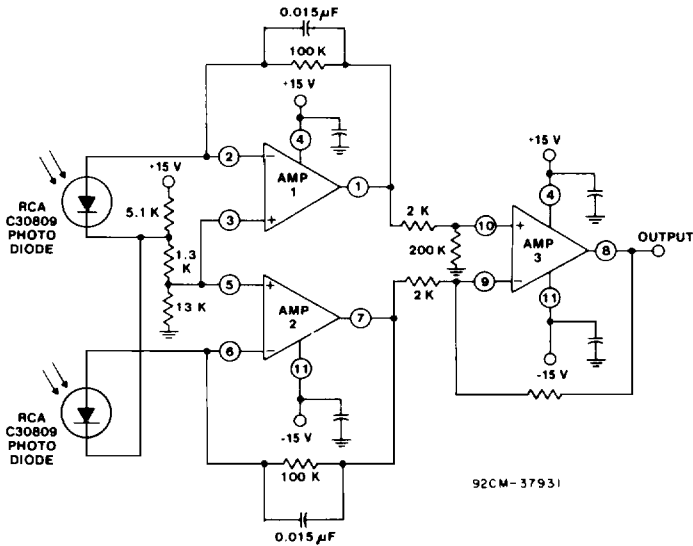 0.015µF
100 K
+15 V
4
2
−
AMP
1
1
3
+
RCA
C30809
PHOTO
DIODE
+15 V
5.1 K
1.3
K
13 K
5
+
AMP
2
7
6
−
11
-15 V
100 K
0.015µF
RCA
C30809
PHOTO
DIODE
2 K
200 K
2 K
10
+
9
−
AMP
3
+15 V
4
8
OUTPUT
11
-15 V
92CM-37931